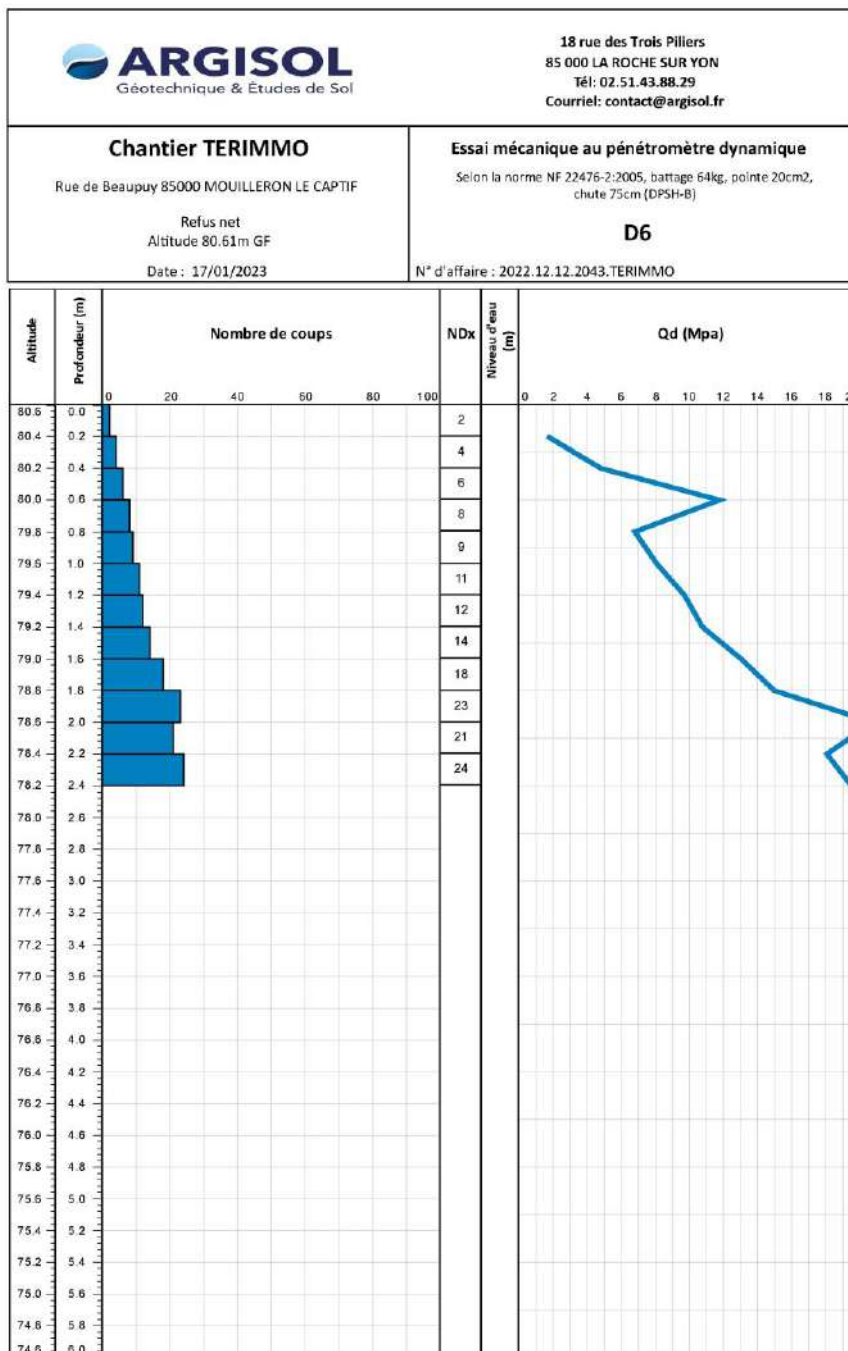 ARGISOL
Géotechnique & Études de Sol
18 rue des Trois Piliers
85 000 LA ROCHE SUR YON
Tél: 02.51.43.88.29
Courriel: contact@argisol.fr
Chantier TERIMMO
Rue de Beaupuy 85000 MOUILLERON LE CAPTIF
Refus net
Altitude 80.61m GF
Date : 17/01/2023
Essai mécanique au pénétromètre dynamique
Selon la norme NF 22476-2:2005, battage 64kg, pointe 20cm2,
chute 75cm (DPSH-B)
D6
N° d'affaire : 2022.12.12.2043.TERIMMO
Altitude
Profondeur (m)
Nombre de coups
NDx
Niveau d'eau
(m)
Qd (Mpa)
0 20 40 60 80 100
0 2 4 6 8 10 12 14 16 18 2
80.6 0.0
2
80.4 0.2
4
80.2 0.4
6
80.0 0.6
8
79.8 0.8
9
79.6 1.0
11
79.4 1.2
12
79.2 1.4
14
79.0 1.6
18
78.8 1.8
23
78.6 2.0
21
78.4 2.2
24
78.2 2.4
78.0 2.6
77.8 2.8
77.6 3.0
77.4 3.2
77.2 3.4
77.0 3.6
76.8 3.8
76.6 4.0
76.4 4.2
76.2 4.4
76.0 4.6
75.8 4.8
75.6 5.0
75.4 5.2
75.2 5.4
75.0 5.6
74.8 5.8
74.6 6.0